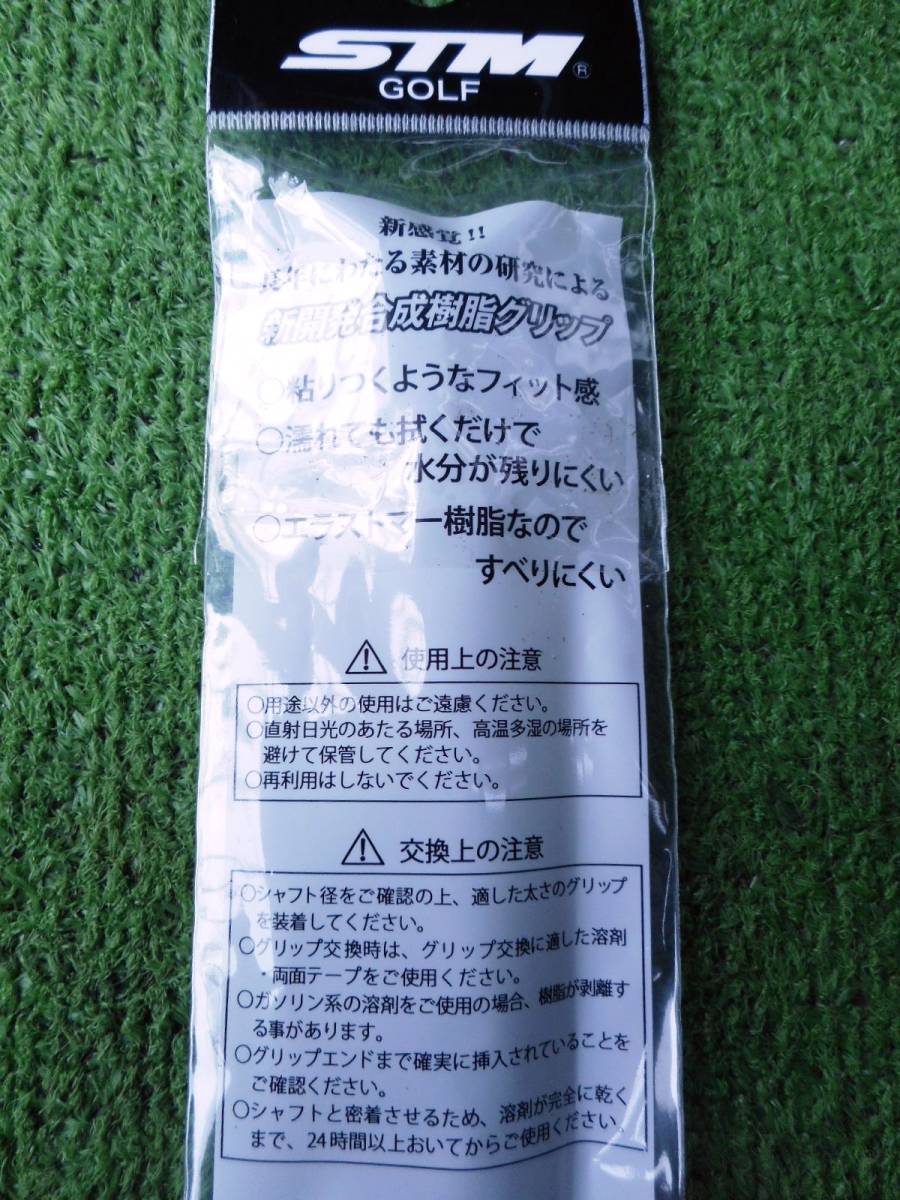 STM®
GOLF
新感覚!!
長年にわたる素材の研究による
新開発合成樹脂グリップ
○粘りつくようなフィット感
○濡れても拭くだけで
水分が残りにくい
○エラストマー樹脂なので
すべりにくい
⚠ 使用上の注意
○用途以外の使用はご遠慮ください。
○直射日光のあたる場所、高温多湿の場所を
避けて保管してください。
○再利用はしないでください。
⚠ 交換上の注意
○シャフト径をご確認の上、適した太さのグリップ
を装着してください。
○グリップ交換時は、グリップ交換に適した溶剤
・両面テープをご使用ください。
○ガソリン系の溶剤をご使用の場合、樹脂が剥離す
る事があります。
○グリップエンドまで確実に挿入されていることを
ご確認ください。
○シャフトと密着させるため、溶剤が完全に乾く
まで、24時間以上おいてからご使用ください。